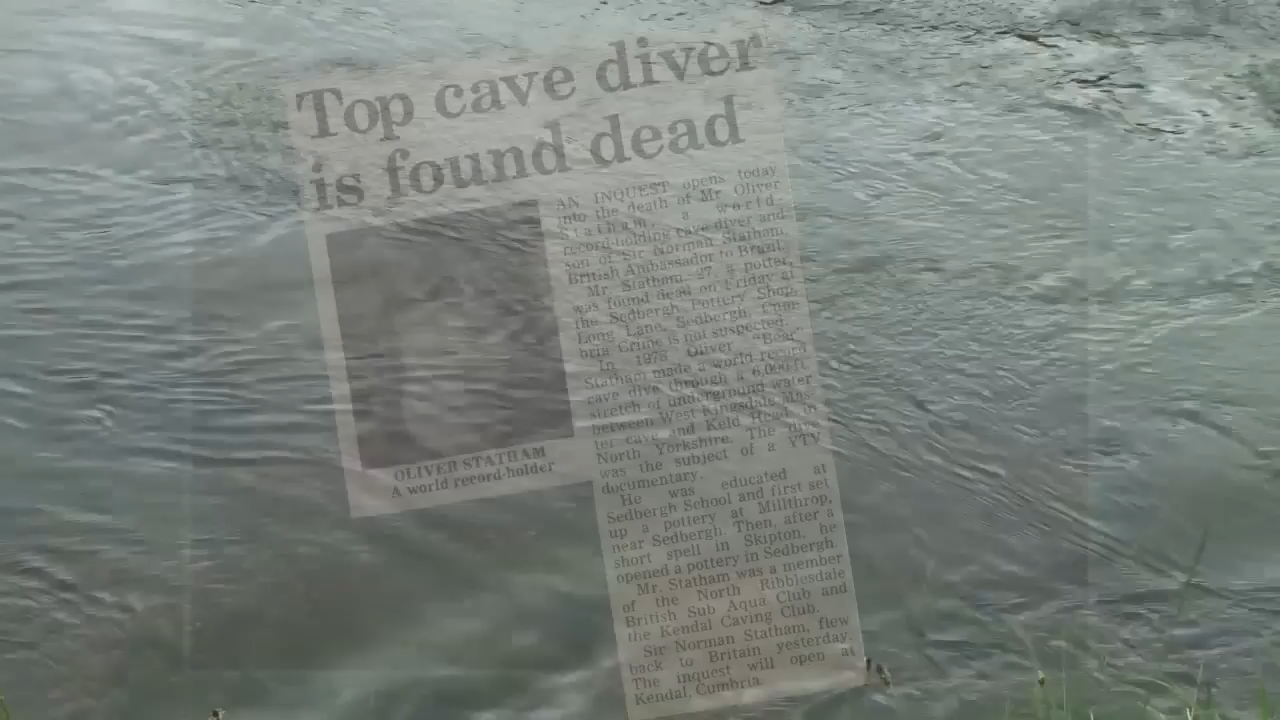 Top cave diver
is found dead
OLIVER STATHAM
A world record-holder
AN INQUEST opens today
into the death of Mr Oliver
Statham, a world
record-holding cave diver and
son of Sir Norman Statham,
British Ambassador to Brazil.
Mr. Statham, 27, a potter,
was found dead on Friday at
the Sedbergh Pottery Shop,
Long Lane, Sedbergh, Cum-
bria Crime is not suspected.
In 1978 Oliver "Bear"
Statham made a world record
cave dive through a 6,000ft
stretch of underground water
between West Kingsdale Mas-
ter cave and Keld Head, in
North Yorkshire. The dive
was the subject of a YTV
documentary.
He was educated at
Sedbergh School and first set
up a pottery at Millthrop,
near Sedbergh. Then, after a
short spell in Skipton, he
opened a pottery in Sedbergh.
Mr. Statham was a member
of the North Ribblesdale
British Sub Aqua Club and
the Kendal Caving Club.
Sir Norman Statham, flew
back to Britain yesterday.
The inquest will open at
Kendal, Cumbria.